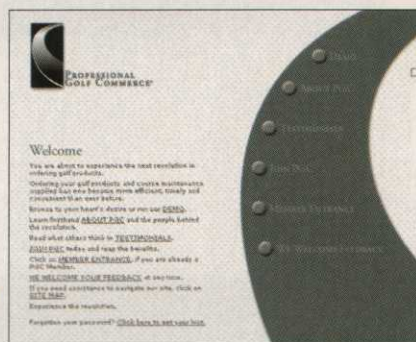 PROFESSIONAL
GOLF COMMERCE
Welcome
You are about to experience the next revolution in
ordering golf products.
Ordering your golf products and course maintenance
supplies has now become more efficient, timely and
convenient than ever before.
Browse to your heart's desire or run our DEMO.
Learn firsthand ABOUT PGC and the people behind
the revolution.
Read what others think in TESTIMONIALS.
JOIN PGC today and reap the benefits.
Click on MEMBER ENTRANCE, if you are already a
PGC Member.
WE WELCOME YOUR FEEDBACK at any time.
If you need assistance to navigate our site, click on
SITE MAP.
Experience the revolution.
Forgotten your password? Click here to get your hint.
DEMO
ABOUT PGC
TESTIMONIALS
JOIN PGC
MEMBER ENTRANCE
WE WELCOME FEEDBACK